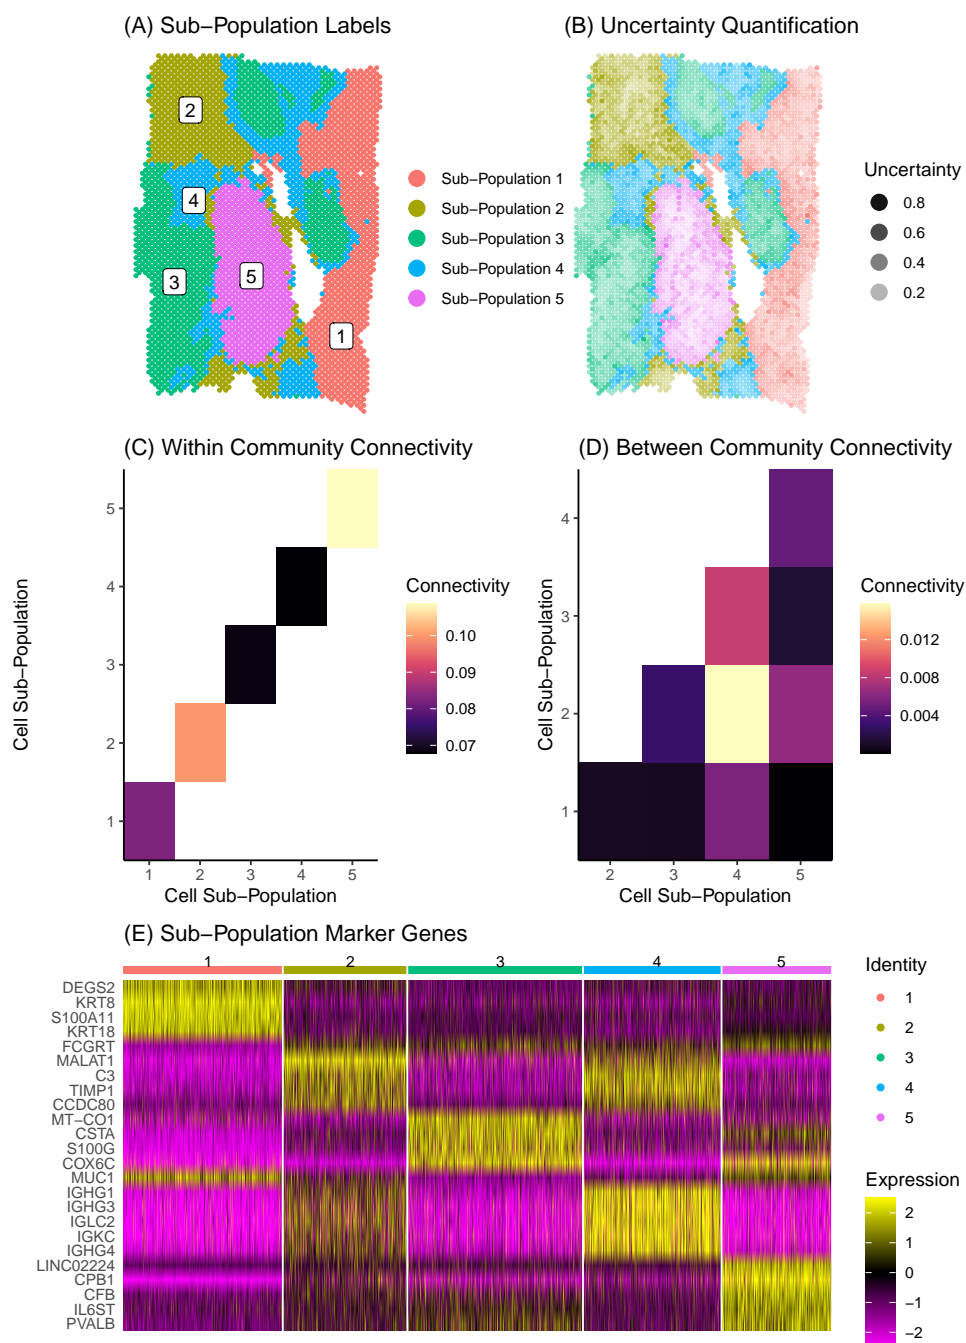 (A) Sub−Population Labels
2
4
3
5
1
Sub−Population 1
Sub−Population 2
Sub−Population 3
Sub−Population 4
Sub−Population 5
(B) Uncertainty Quantification
Uncertainty
0.8
0.6
0.4
0.2
(C) Within Community Connectivity
Cell Sub−Population
5
4
3
2
1
1 2 3 4 5
Cell Sub−Population
Connectivity
0.10
0.09
0.08
0.07
(D) Between Community Connectivity
Cell Sub−Population
4
3
2
1
2 3 4 5
Cell Sub−Population
Connectivity
0.012
0.008
0.004
(E) Sub−Population Marker Genes
1 2 3 4 5
DEGS2
KRT8
S100A11
KRT18
FCGRT
MALAT1
C3
TIMP1
CCDC80
MT−CO1
CSTA
S100G
COX6C
MUC1
IGHG1
IGHG3
IGLC2
IGKC
IGHG4
LINC02224
CPB1
CFB
IL6ST
PVALB
Identity
1
2
3
4
5
Expression
2
1
0
−1
−2